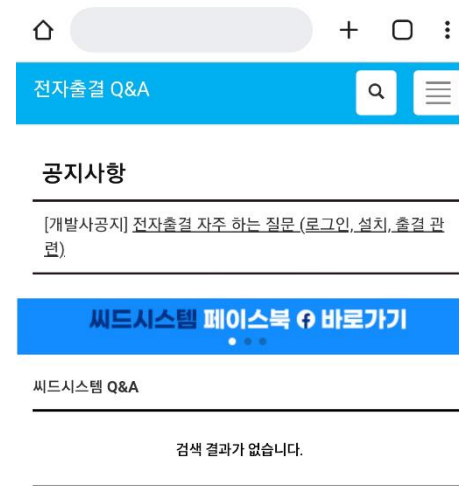 전자출결 Q&A
공지사항
[개발사공지] 전자출결 자주 하는 질문 (로그인, 설치, 출결 관
련)
씨드시스템 페이스북 바로가기
씨드시스템 Q&A
검색 결과가 없습니다.